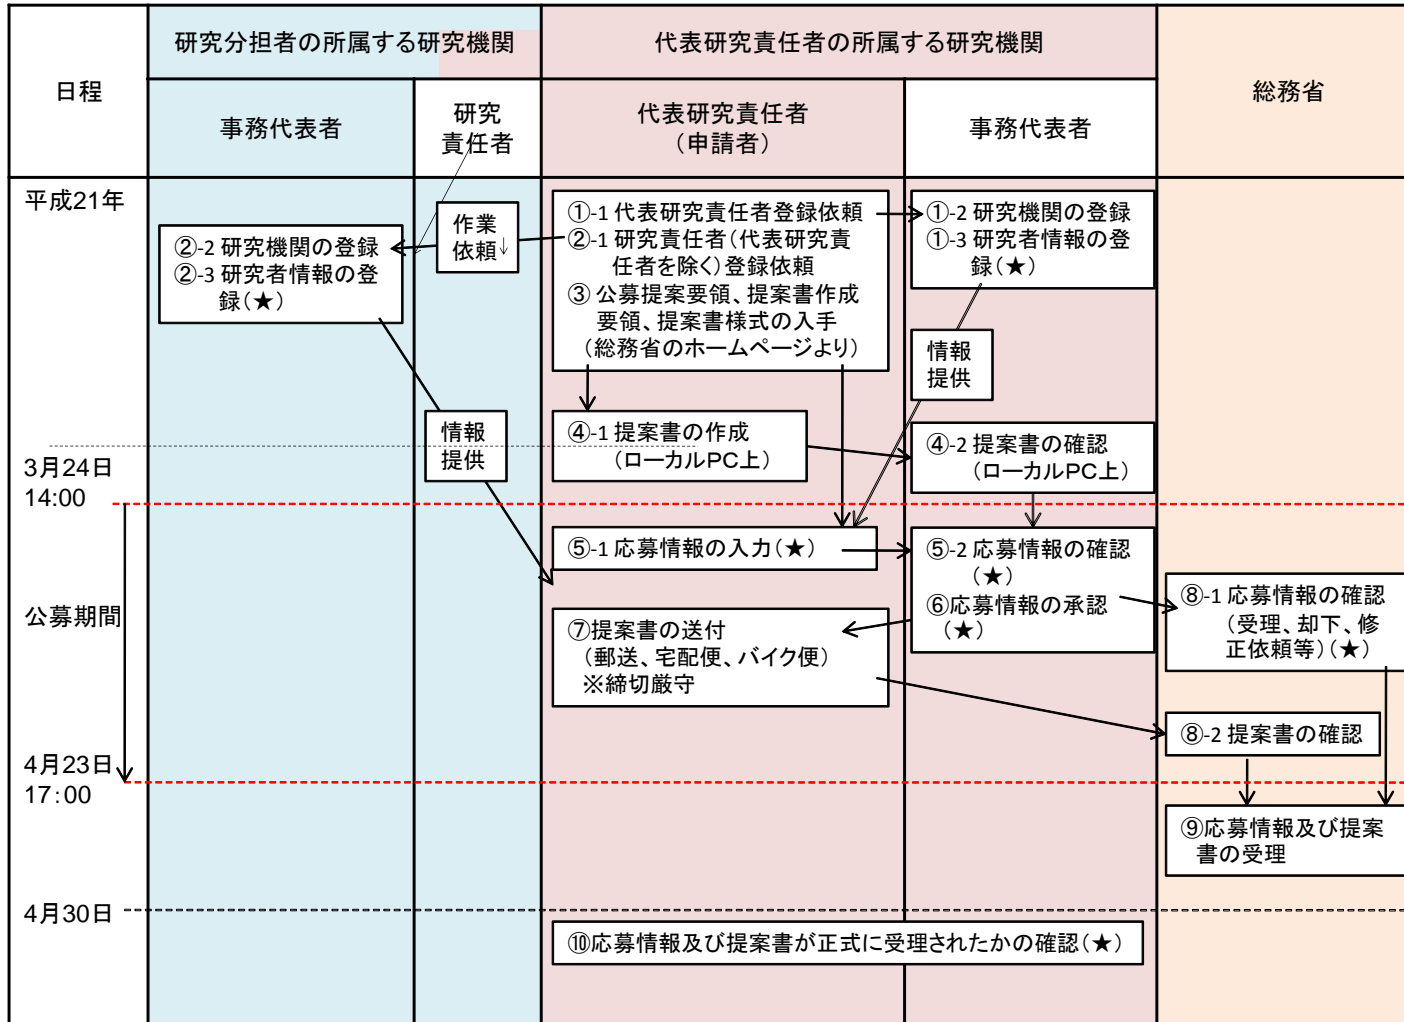 日程
研究分担者の所属する研究機関
代表研究責任者の所属する研究機関
総務省
事務代表者
研究
責任者
代表研究責任者
(申請者)
事務代表者
平成21年
作業
依頼↓
②-2 研究機関の登録
②-3 研究者情報の登
録(★)
①-1 代表研究責任者登録依頼
②-1 研究責任者(代表研究責
任者を除く)登録依頼
③ 公募提案要領、提案書作成
要領、提案書様式の入手
(総務省のホームページより)
①-2 研究機関の登録
①-3 研究者情報の登
録(★)
情報
提供
情報
提供
④-1 提案書の作成
(ローカルPC上)
④-2 提案書の確認
(ローカルPC上)
3月24日
14:00
公募期間
⑤-1 応募情報の入力(★)
⑤-2 応募情報の確認
(★)
⑥応募情報の承認
(★)
⑦提案書の送付
(郵送、宅配便、バイク便)
※締切厳守
⑧-1 応募情報の確認
(受理、却下、修
正依頼等)(★)
⑧-2 提案書の確認
4月23日
17:00
⑨応募情報及び提案
書の受理
4月30日
⑩応募情報及び提案書が正式に受理されたかの確認(★)